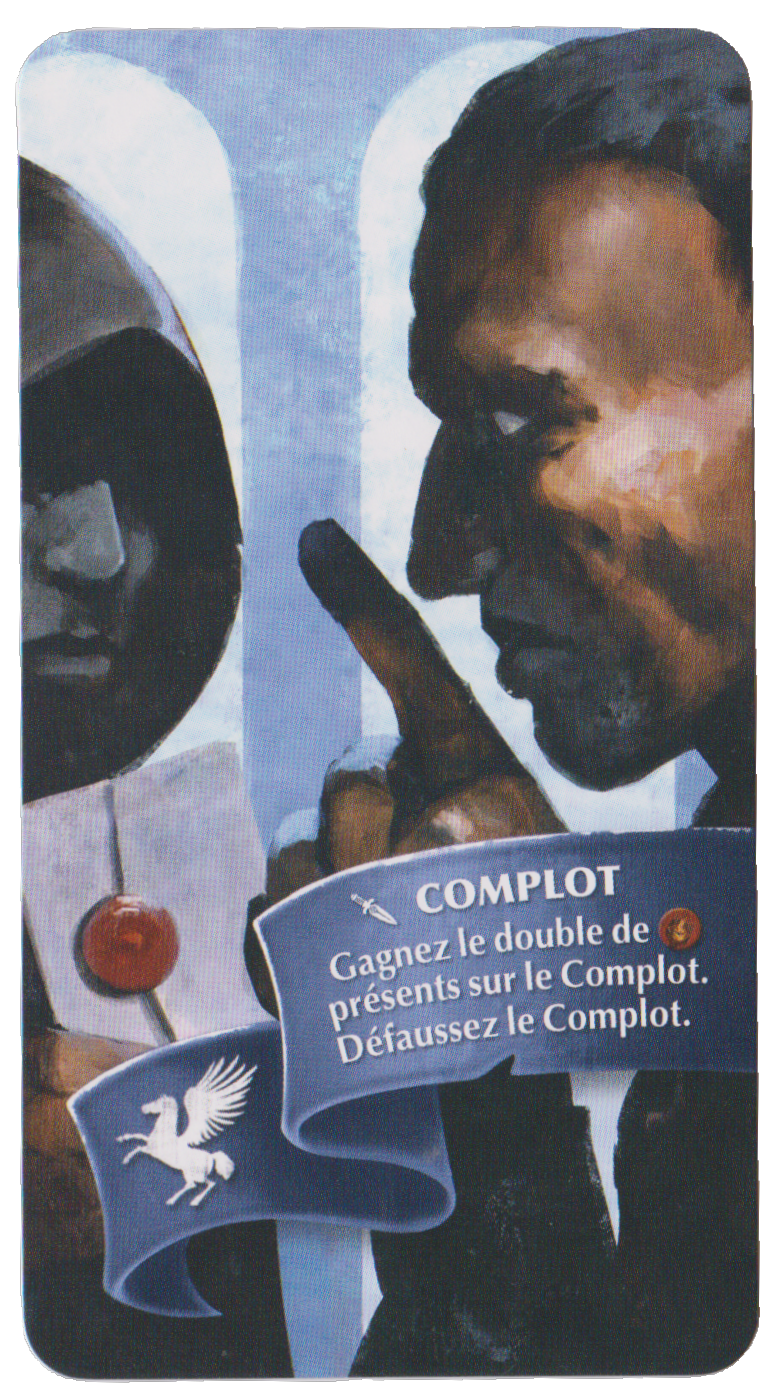 COMPLOT
Gagnez le double de
présents sur le Complot.
Défaussez le Complot.